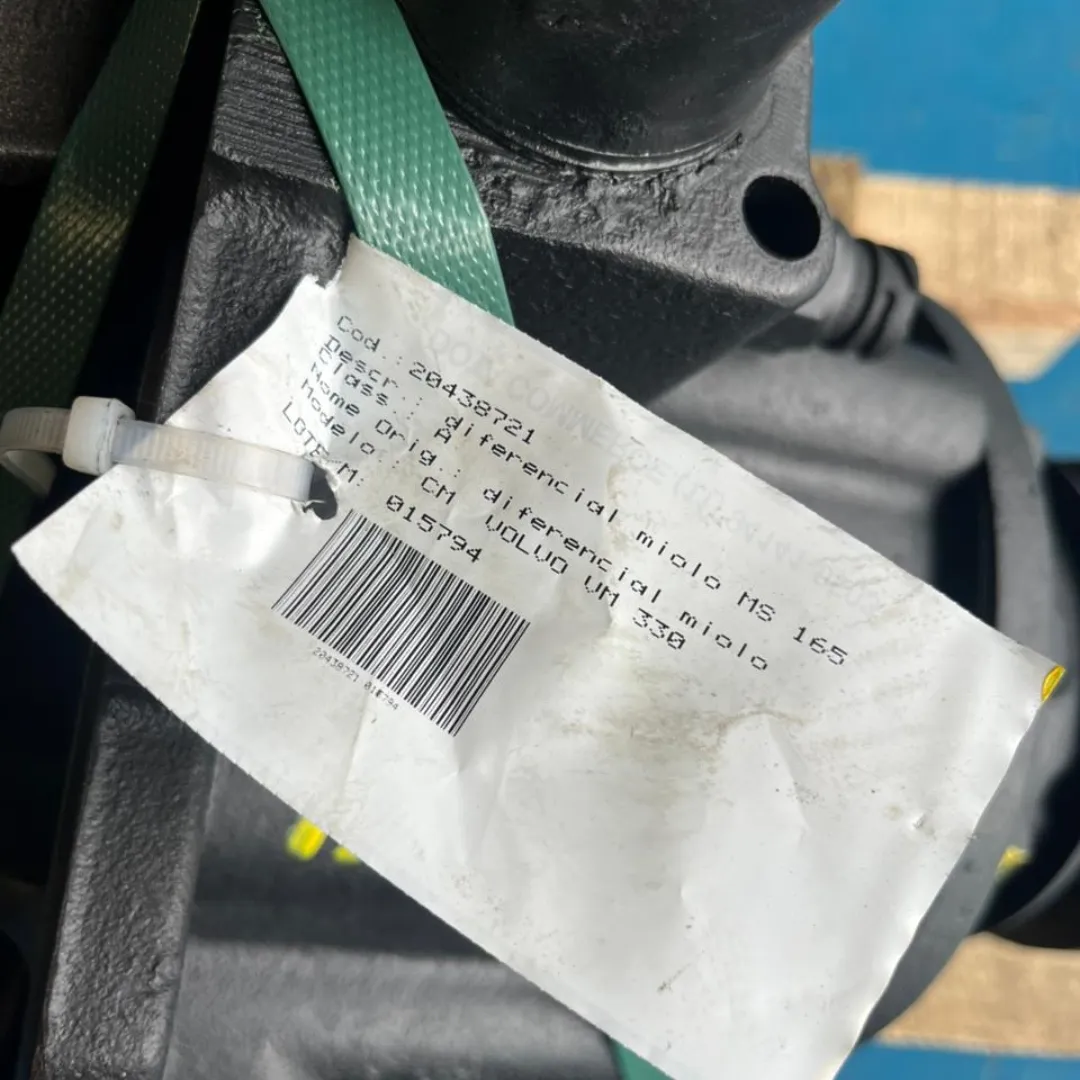 Cod.: 20438721
Descr.: diferencial miolo MS 165
Class.: A
Nome Orig.: diferencial miolo
Modelo: CM VOLVO VM 330
LOTE M: 015794
20438721 015794